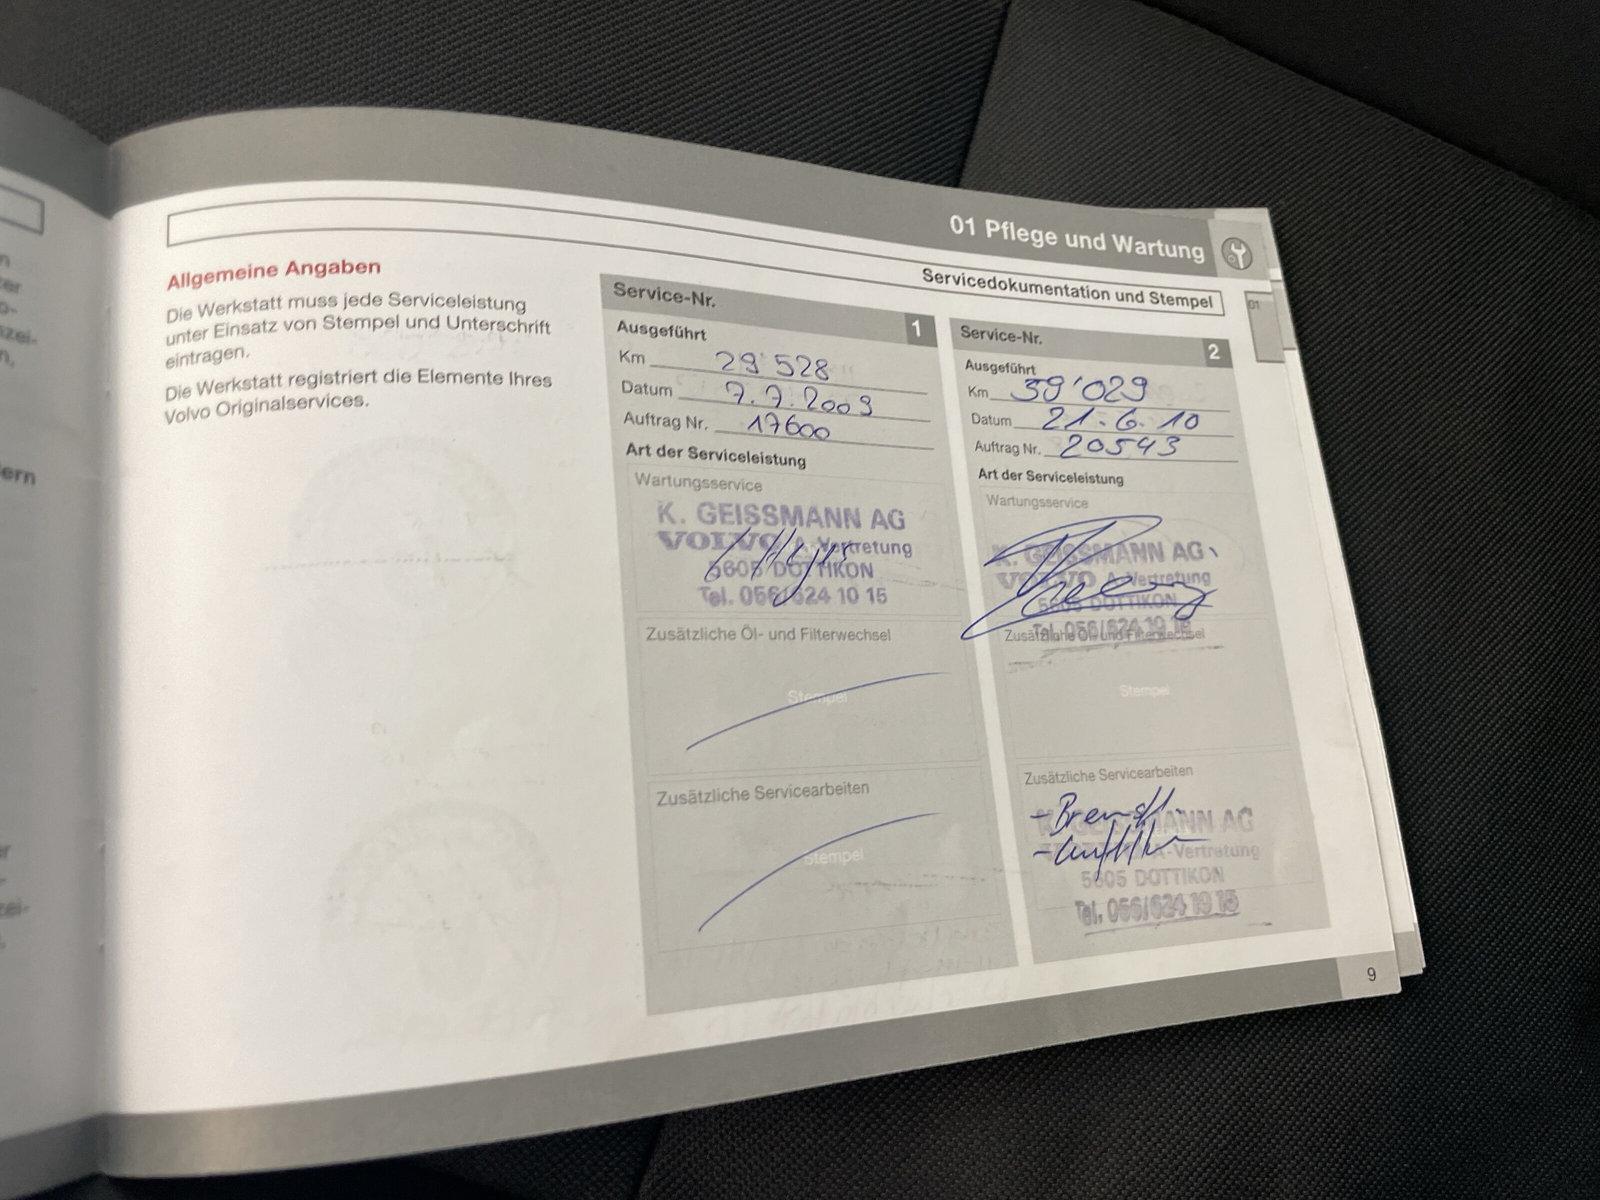 01 Pflege und Wartung
Servicedokumentation und Stempel
01
Allgemeine Angaben
Die Werkstatt muss jede Serviceleistung
unter Einsatz von Stempel und Unterschrift
eintragen.
Die Werkstatt registriert die Elemente Ihres
Volvo Originalservices.
Service-Nr.
1
Ausgeführt
Km 29'528
Datum 7.7.2009
Auftrag Nr. 17600
Art der Serviceleistung
Wartungsservice
K. GEISSMANN AG
VOLVO A-Vertretung
5605 DOTTIKON
Tel. 056/624 10 15
Zusätzliche Öl- und Filterwechsel
Stempel
Zusätzliche Servicearbeiten
Stempel
Service-Nr.
2
Ausgeführt
Km 39'029
Datum 21.6.10
Auftrag Nr. 20543
Art der Serviceleistung
Wartungsservice
K. GEISSMANN AG
VOLVO A-Vertretung
5605 DOTTIKON
Tel. 056/624 10 15
Zusätzliche Öl- und Filterwechsel
Stempel
Zusätzliche Servicearbeiten
K. GEISSMANN AG
A-Vertretung
5605 DOTTIKON
Tel. 056/624 10 15
9
ern